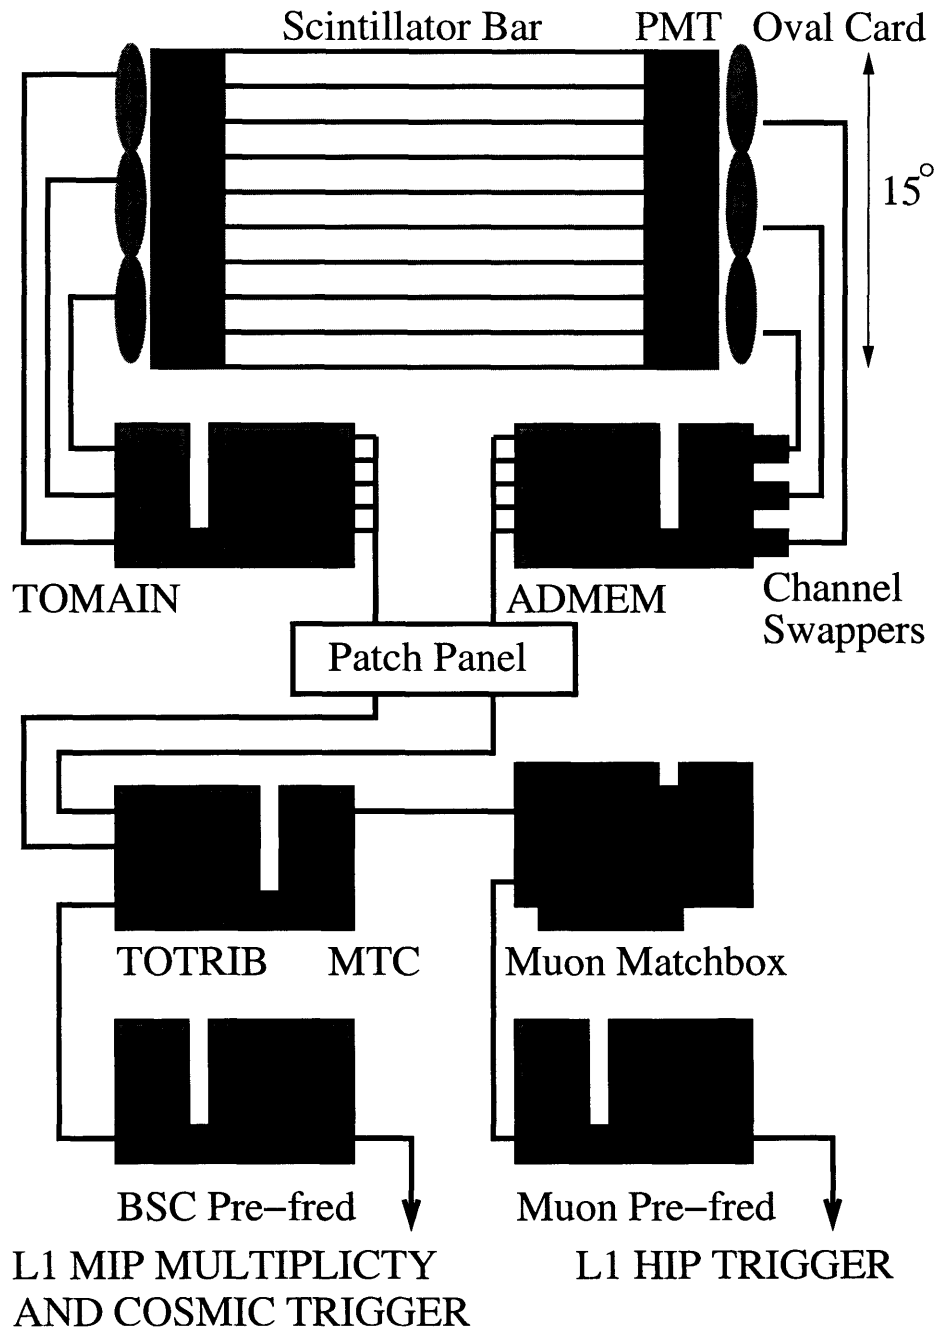 Scintillator Bar
PMT
Oval Card
15°
TOMAIN
ADMEM
Channel
Swappers
Patch Panel
TOTRIB
MTC
Muon Matchbox
BSC Pre−fred
Muon Pre−fred
L1 MIP MULTIPLICTY
AND COSMIC TRIGGER
L1 HIP TRIGGER